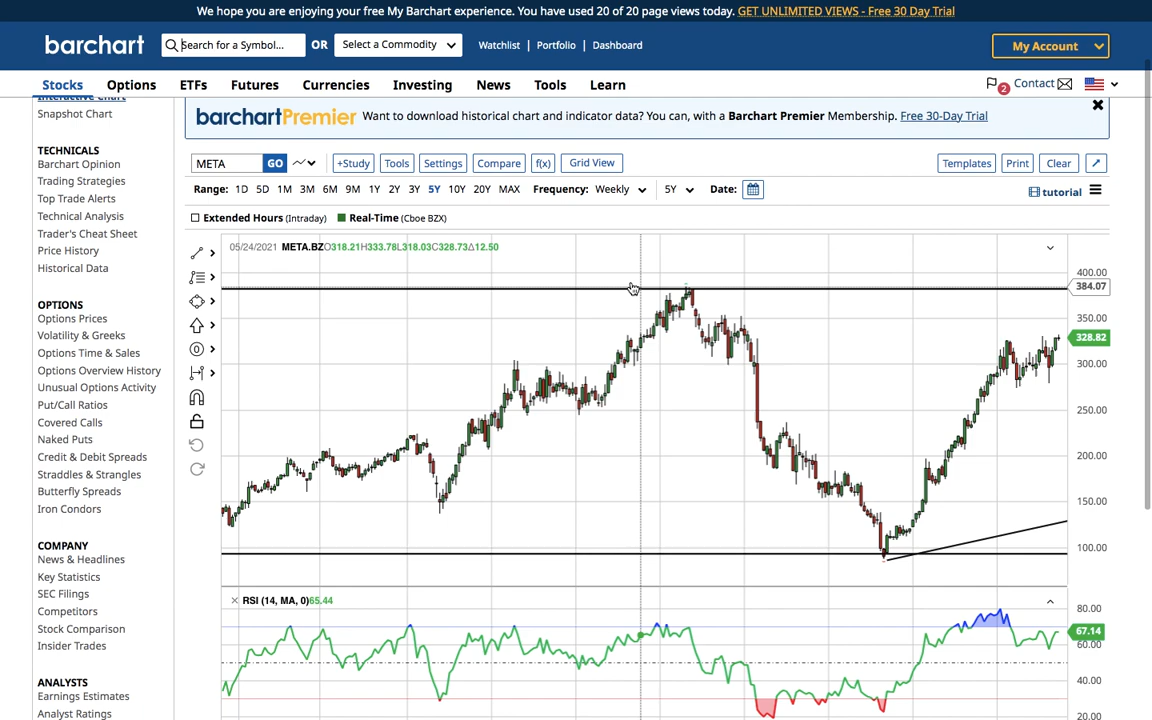 We hope you are enjoying your free My Barchart experience. You have used 20 of 20 page views today. GET UNLIMITED VIEWS - Free 30 Day Trial
barchart Search for a Symbol... OR Select a Commodity Watchlist | Portfolio | Dashboard My Account
Stocks Options ETFs Futures Currencies Investing News Tools Learn 2 Contact
Interactive Chart
Snapshot Chart
TECHNICALS
Barchart Opinion
Trading Strategies
Top Trade Alerts
Technical Analysis
Trader's Cheat Sheet
Price History
Historical Data
OPTIONS
Options Prices
Volatility & Greeks
Options Time & Sales
Options Overview History
Unusual Options Activity
Put/Call Ratios
Covered Calls
Naked Puts
Credit & Debit Spreads
Straddles & Strangles
Butterfly Spreads
Iron Condors
COMPANY
News & Headlines
Key Statistics
SEC Filings
Competitors
Stock Comparison
Insider Trades
ANALYSTS
Earnings Estimates
Analyst Ratings
barchartPremier Want to download historical chart and indicator data? You can, with a Barchart Premier Membership. Free 30-Day Trial
META GO +Study Tools Settings Compare f(x) Grid View Templates Print Clear
Range: 1D 5D 1M 3M 6M 9M 1Y 2Y 3Y 5Y 10Y 20Y MAX Frequency: Weekly 5Y Date: tutorial
Extended Hours (Intraday) Real-Time (Cboe BZX)
05/24/2021 META.BZ O318.21H333.78L318.03C328.73Δ12.50
400.00
384.07
350.00
328.82
300.00
250.00
200.00
150.00
100.00
RSI (14, MA, 0)65.44
80.00
67.14
60.00
40.00
20.00